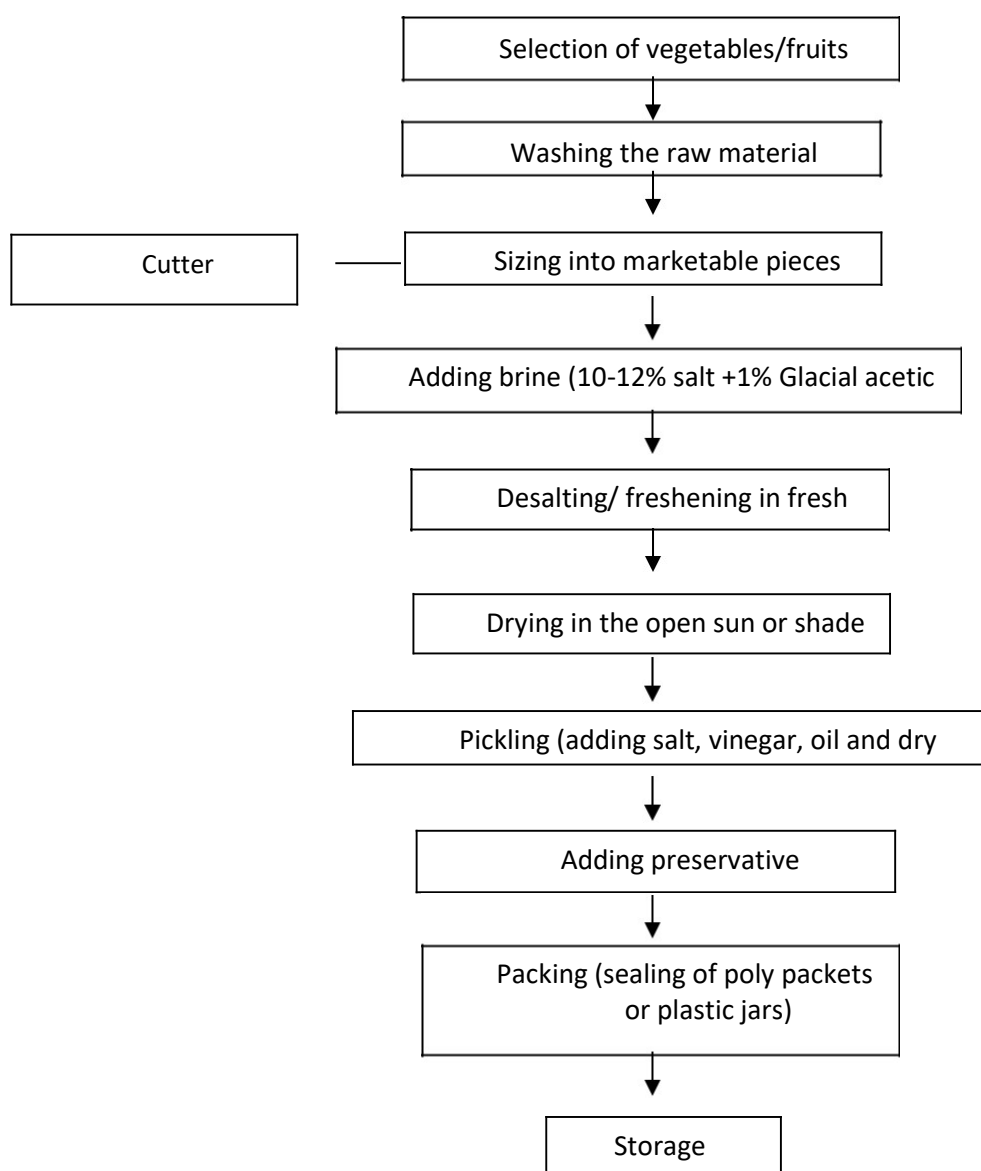 Selection of vegetables/fruits
Washing the raw material
Cutter
Sizing into marketable pieces
Adding brine (10-12% salt +1% Glacial acetic
Desalting/ freshening in fresh
Drying in the open sun or shade
Pickling (adding salt, vinegar, oil and dry
Adding preservative
Packing (sealing of poly packets
or plastic jars)
Storage